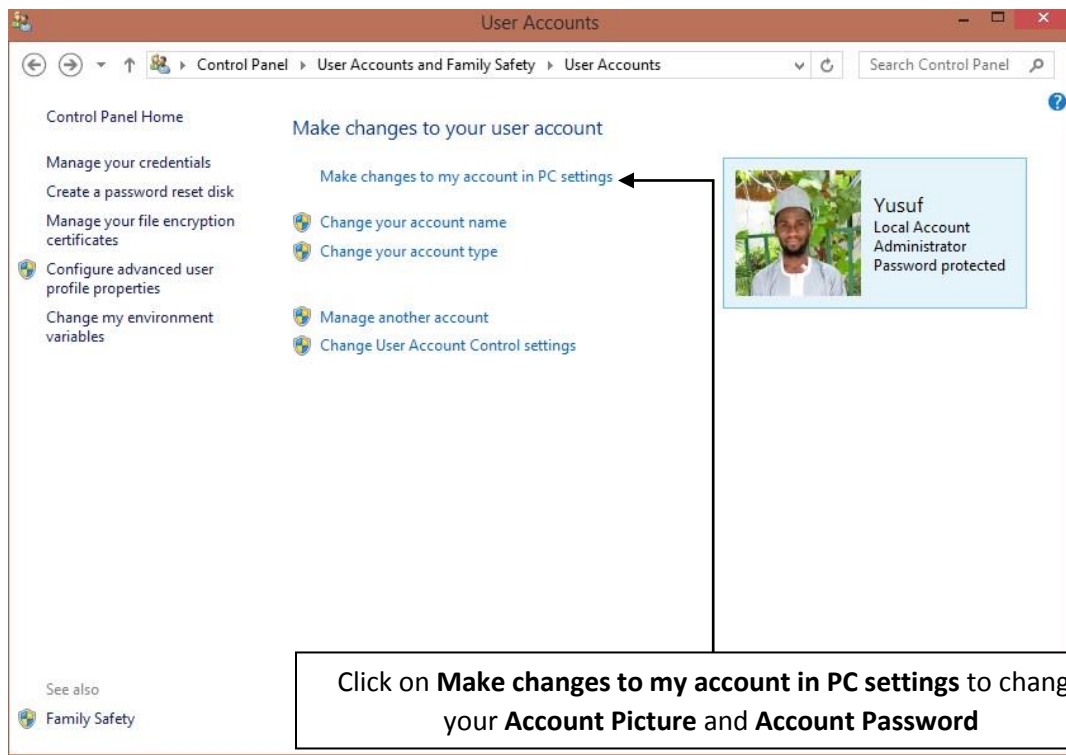 User Accounts
Control Panel User Accounts and Family Safety User Accounts
Search Control Panel
Control Panel Home
Manage your credentials
Create a password reset disk
Manage your file encryption
certificates
Configure advanced user
profile properties
Change my environment
variables
See also
Family Safety
Make changes to your user account
Make changes to my account in PC settings
Change your account name
Change your account type
Manage another account
Change User Account Control settings
Yusuf
Local Account
Administrator
Password protected
Click on Make changes to my account in PC settings to chang
your Account Picture and Account Password